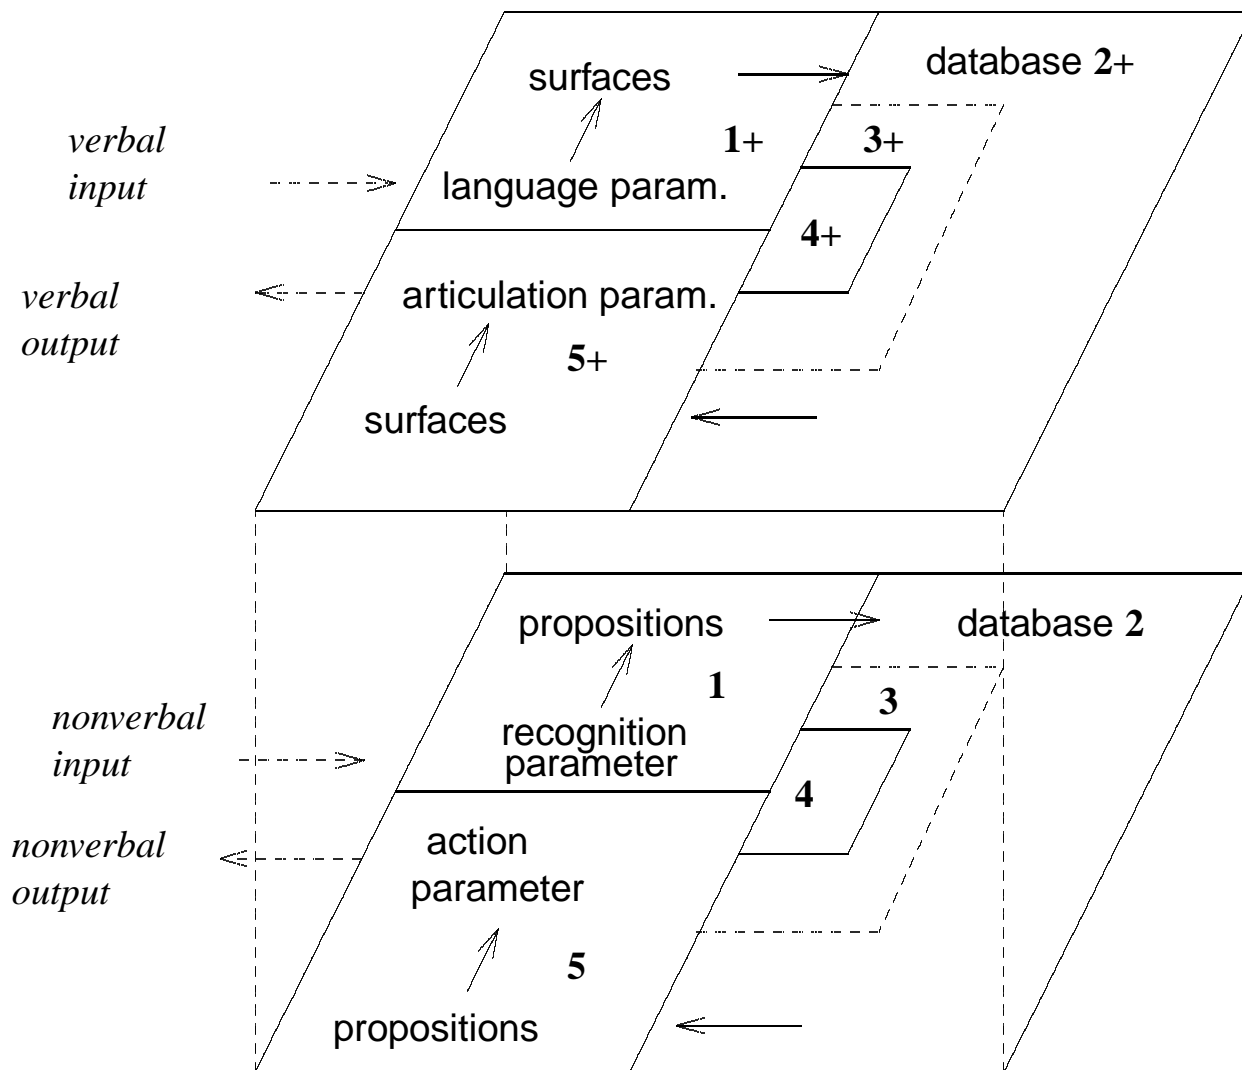 surfaces
database 2+
verbal
input
1+
3+
language param.
4+
verbal
output
articulation param.
5+
surfaces
propositions
database 2
nonverbal
input
1
3
recognition
parameter
4
nonverbal
output
action
parameter
5
propositions